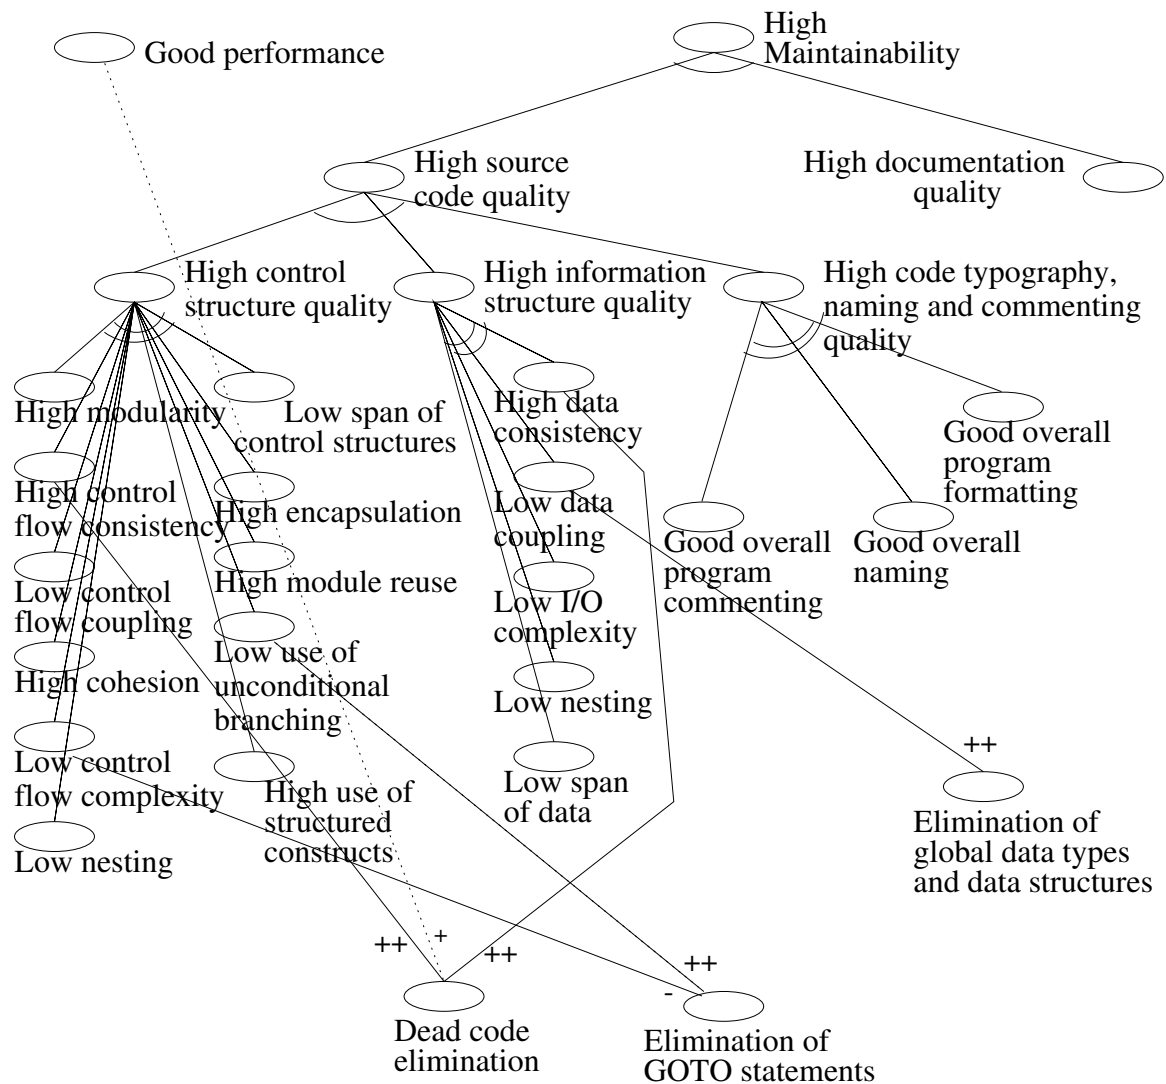 Good performance
High
Maintainability
High source
code quality
High documentation
quality
High control
structure quality
High information
structure quality
High code typography,
naming and commenting
quality
High modularity
Low span of
control structures
High data
consistency
Good overall
program
formatting
High control
flow consistency
High encapsulation
Low data
coupling
Good overall
program
commenting
Good overall
naming
High module reuse
Low control
flow coupling
Low I/O
complexity
Low use of
unconditional
branching
High cohesion
Low nesting
Low control
flow complexity
High use of
structured
constructs
Low span
of data
Low nesting
++
Elimination of
global data types
and data structures
++
+
++
++
-
Dead code
elimination
Elimination of
GOTO statements